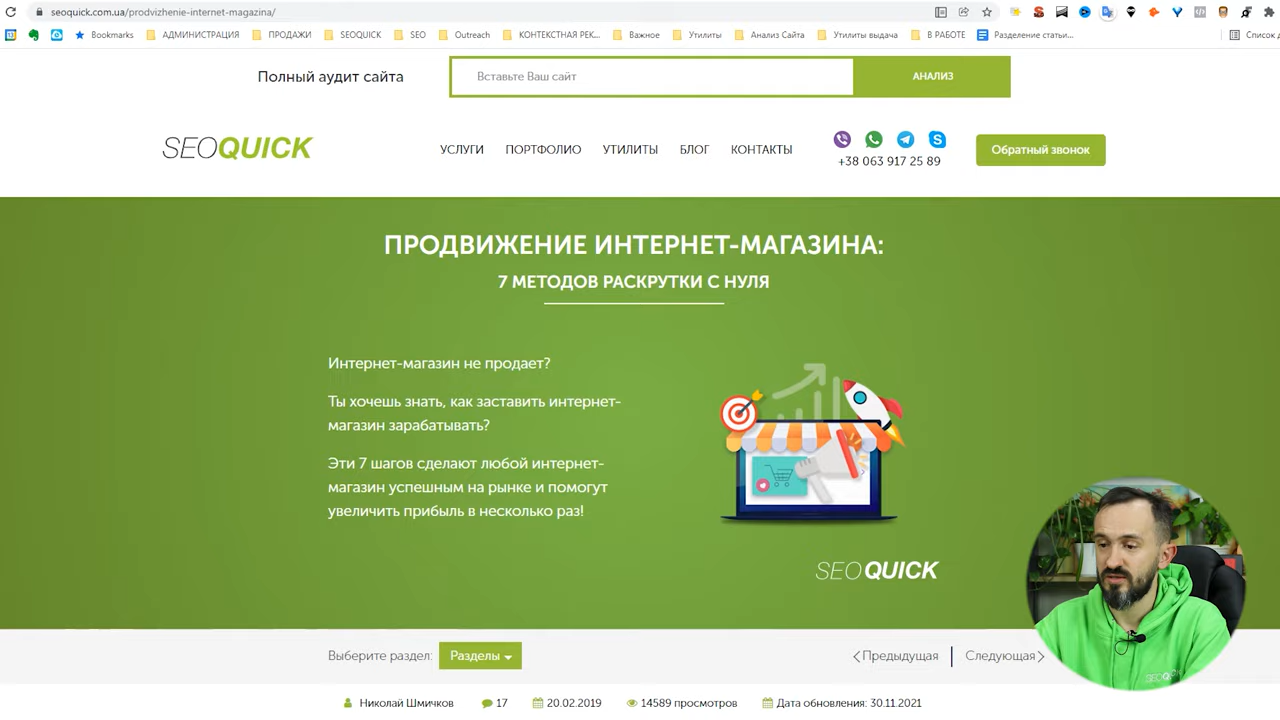 seoquick.com.ua/prodvizhenie-internet-magazina/
Bookmarks АДМИНИСТРАЦИЯ ПРОДАЖИ SEOQUICK SEO Outreach КОНТЕКСТНАЯ РЕК... Важное Утилиты Анализ Сайта Утилиты выдача В РАБОТЕ Разделение статьи... Список д
Полный аудит сайта Вставьте Ваш сайт АНАЛИЗ
SEOQUICK УСЛУГИ ПОРТФОЛИО УТИЛИТЫ БЛОГ КОНТАКТЫ +38 063 917 25 89 Обратный звонок
ПРОДВИЖЕНИЕ ИНТЕРНЕТ-МАГАЗИНА:
7 МЕТОДОВ РАСКРУТКИ С НУЛЯ
Интернет-магазин не продает?
Ты хочешь знать, как заставить интернет-
магазин зарабатывать?
Эти 7 шагов сделают любой интернет-
магазин успешным на рынке и помогут
увеличить прибыль в несколько раз!
SEOQUICK
Выберите раздел: Разделы Предыдущая Следующая
Николай Шмичков 17 20.02.2019 14589 просмотров Дата обновления: 30.11.2021